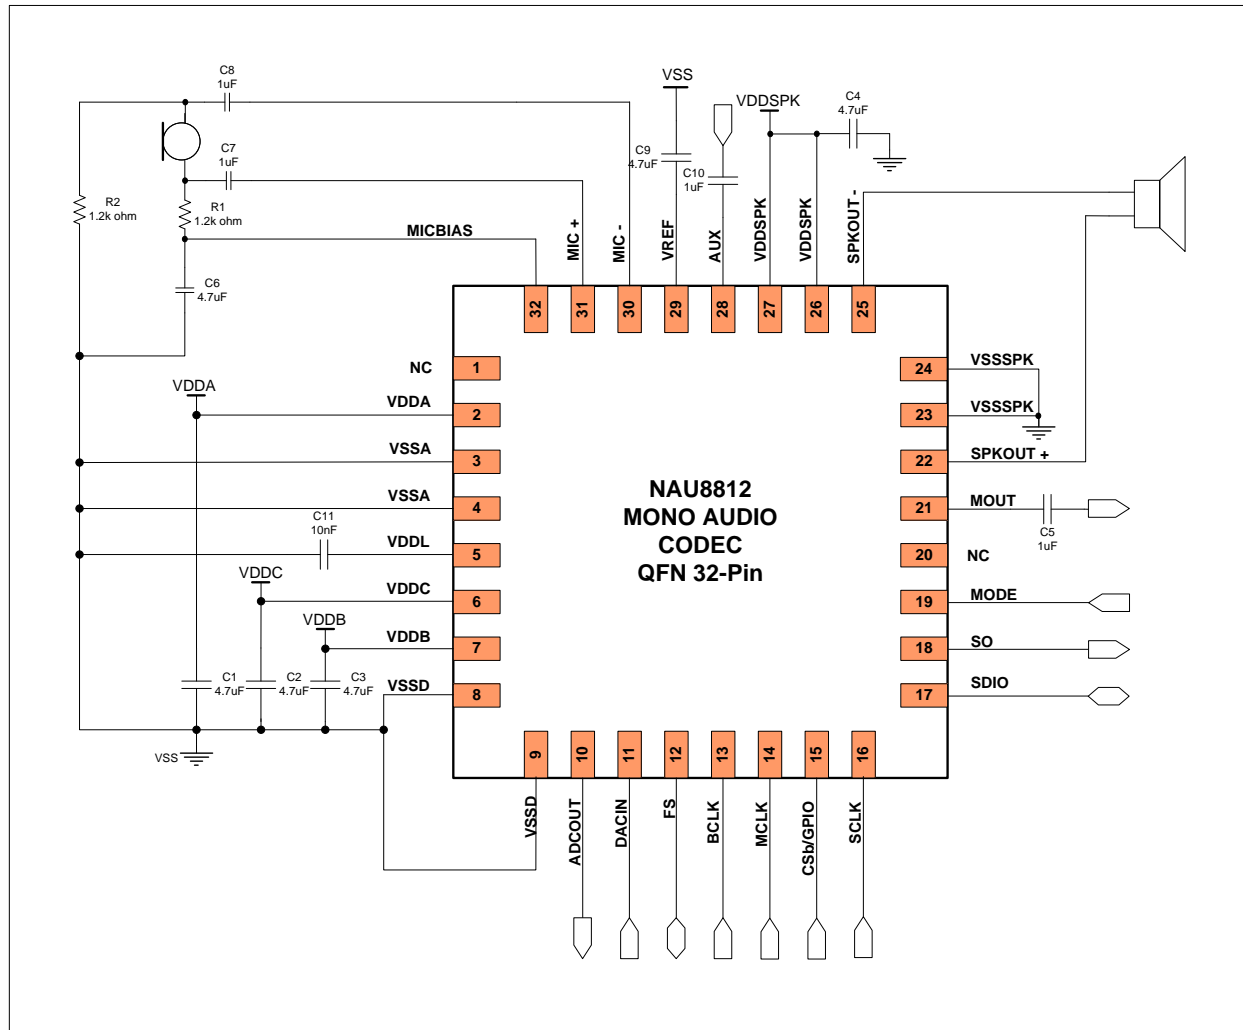 C8
1uF
VSS
VDDSPK
C4
4.7uF
C7
1uF
C9
4.7uF
C10
1uF
R2
1.2k ohm
R1
1.2k ohm
MICBIAS
MIC +
MIC -
VREF
AUX
VDDSPK
VDDSPK
SPKOUT -
C6
4.7uF
32
31
30
29
28
27
26
25
NC
1
24
VSSSPK
VDDA
VDDA
2
23
VSSSPK
VSSA
3
22
SPKOUT +
VSSA
4
21
MOUT
C5
1uF
C11
10nF
VDDL
5
20
NC
VDDC
VDDC
6
19
MODE
VDDB
VDDB
7
18
SO
C1
4.7uF
C2
4.7uF
C3
4.7uF
VSSD
8
17
SDIO
NAU8812
MONO AUDIO
CODEC
QFN 32-Pin
VSS
9
10
11
12
13
14
15
16
VSSD
ADCOUT
DACIN
FS
BCLK
MCLK
CSb/GPIO
SCLK